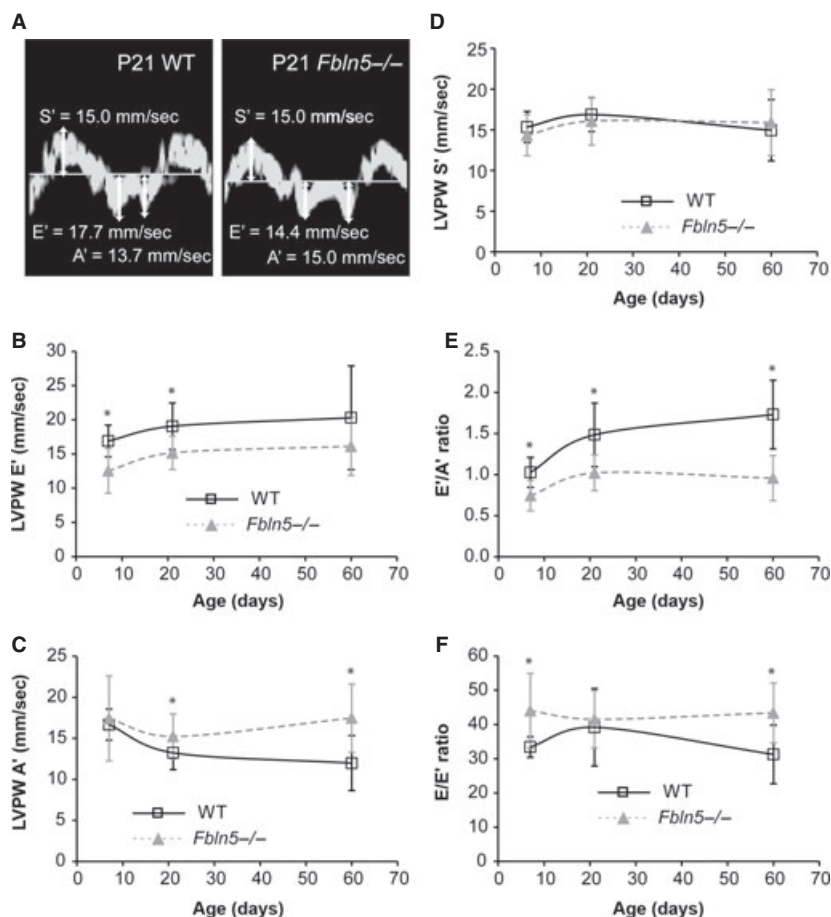 A
P21 WT
S' = 15.0 mm/sec
E' = 17.7 mm/sec
A' = 13.7 mm/sec
P21 Fbln5–/–
S' = 15.0 mm/sec
E' = 14.4 mm/sec
A' = 15.0 mm/sec
D
LVPW S' (mm/sec)
25
20
15
10
5
0
WT
Fbln5–/–
0 10 20 30 40 50 60 70
Age (days)
B
LVPW E' (mm/sec)
30
25
20
15
10
5
0
* *
WT
Fbln5–/–
0 10 20 30 40 50 60 70
Age (days)
E
E'/A' ratio
2.5
2.0
1.5
1.0
0.5
0.0
* * *
WT
Fbln5–/–
0 10 20 30 40 50 60 70
Age (days)
C
LVPW A' (mm/sec)
25
20
15
10
5
0
* *
WT
Fbln5–/–
0 10 20 30 40 50 60 70
Age (days)
F
E/E' ratio
60
50
40
30
20
10
0
* *
WT
Fbln5–/–
0 10 20 30 40 50 60 70
Age (days)